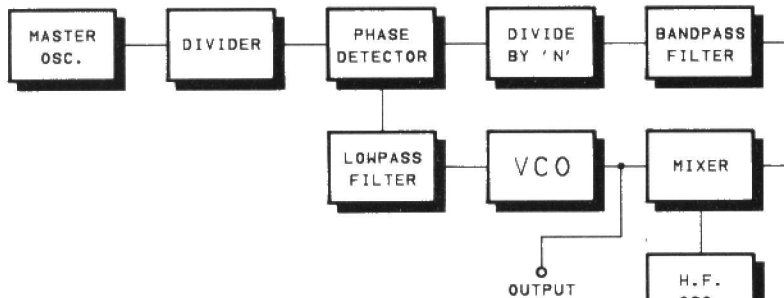 MASTER
OSC.
DIVIDER
PHASE
DETECTOR
DIVIDE
BY 'N'
BANDPASS
FILTER
LOWPASS
FILTER
VCO
MIXER
OUTPUT
H.F.